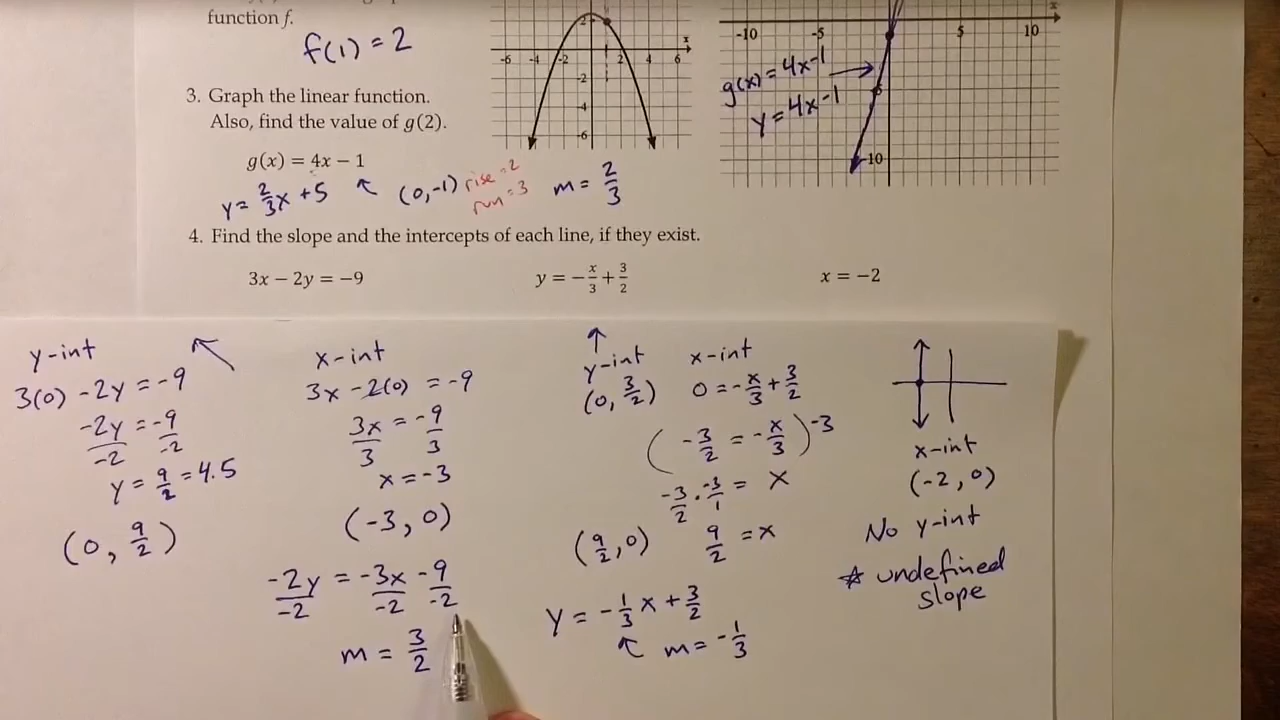 function f.
f(1) = 2
2
x
-6 -4 -2 2 4 6
-2
-4
-6
x
-10 -5 5 10
-10
g(x) = 4x-1
y = 4x-1
3. Graph the linear function.
Also, find the value of g(2).
g(x) = 4x − 1
y = 2/3 x + 5
(0,-1)
rise = 2
run = 3
m = 2/3
4. Find the slope and the intercepts of each line, if they exist.
3x − 2y = −9
y = −x/3 + 3/2
x = −2
y-int
3(0) -2y = -9
-2y/-2 = -9/-2
y = 9/2 = 4.5
(0, 9/2)
x-int
3x -2(0) = -9
3x/3 = -9/3
x = -3
(-3, 0)
-2y/-2 = -3x/-2 -9/-2
m = 3/2
y-int
(0, 3/2)
x-int
0 = -x/3 + 3/2
( -3/2 = -x/3 ) -3
-3/2 · -3/1 = x
(9/2, 0) 9/2 = x
y = -1/3 x + 3/2
m = -1/3
x-int
(-2, 0)
No y-int
* undefined
slope